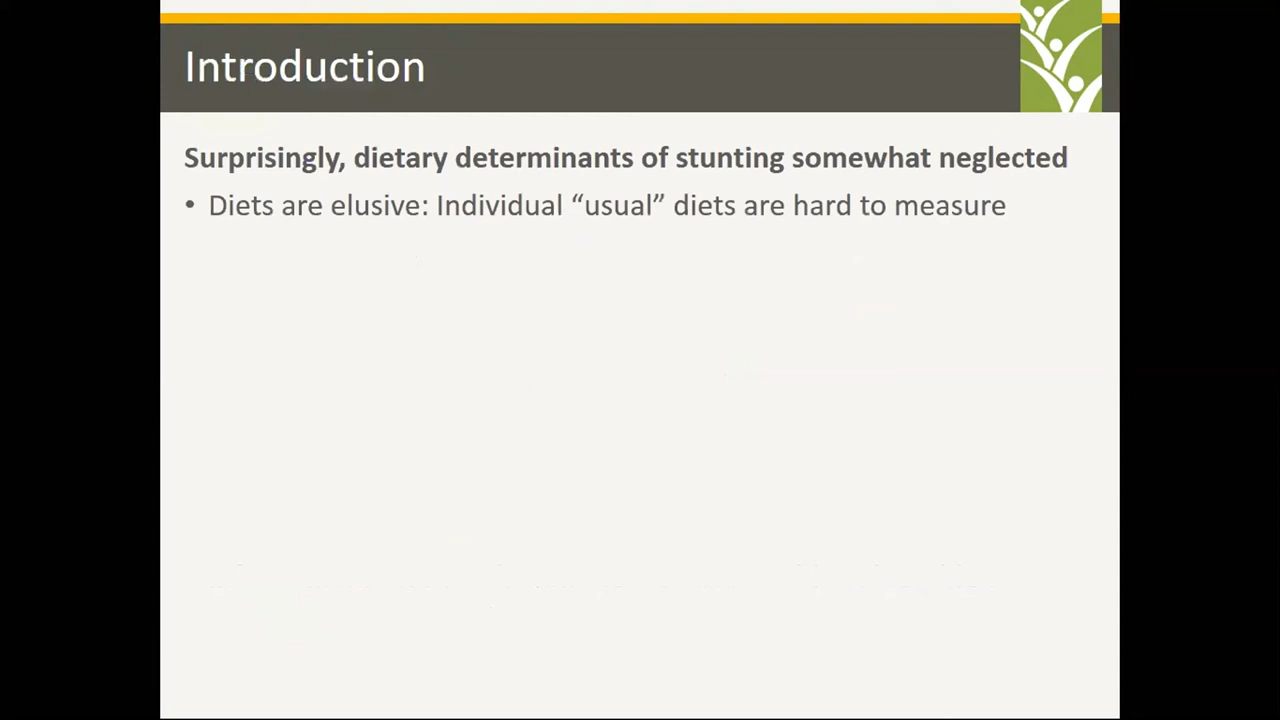 Introduction
Surprisingly, dietary determinants of stunting somewhat neglected
• Diets are elusive: Individual “usual” diets are hard to measure